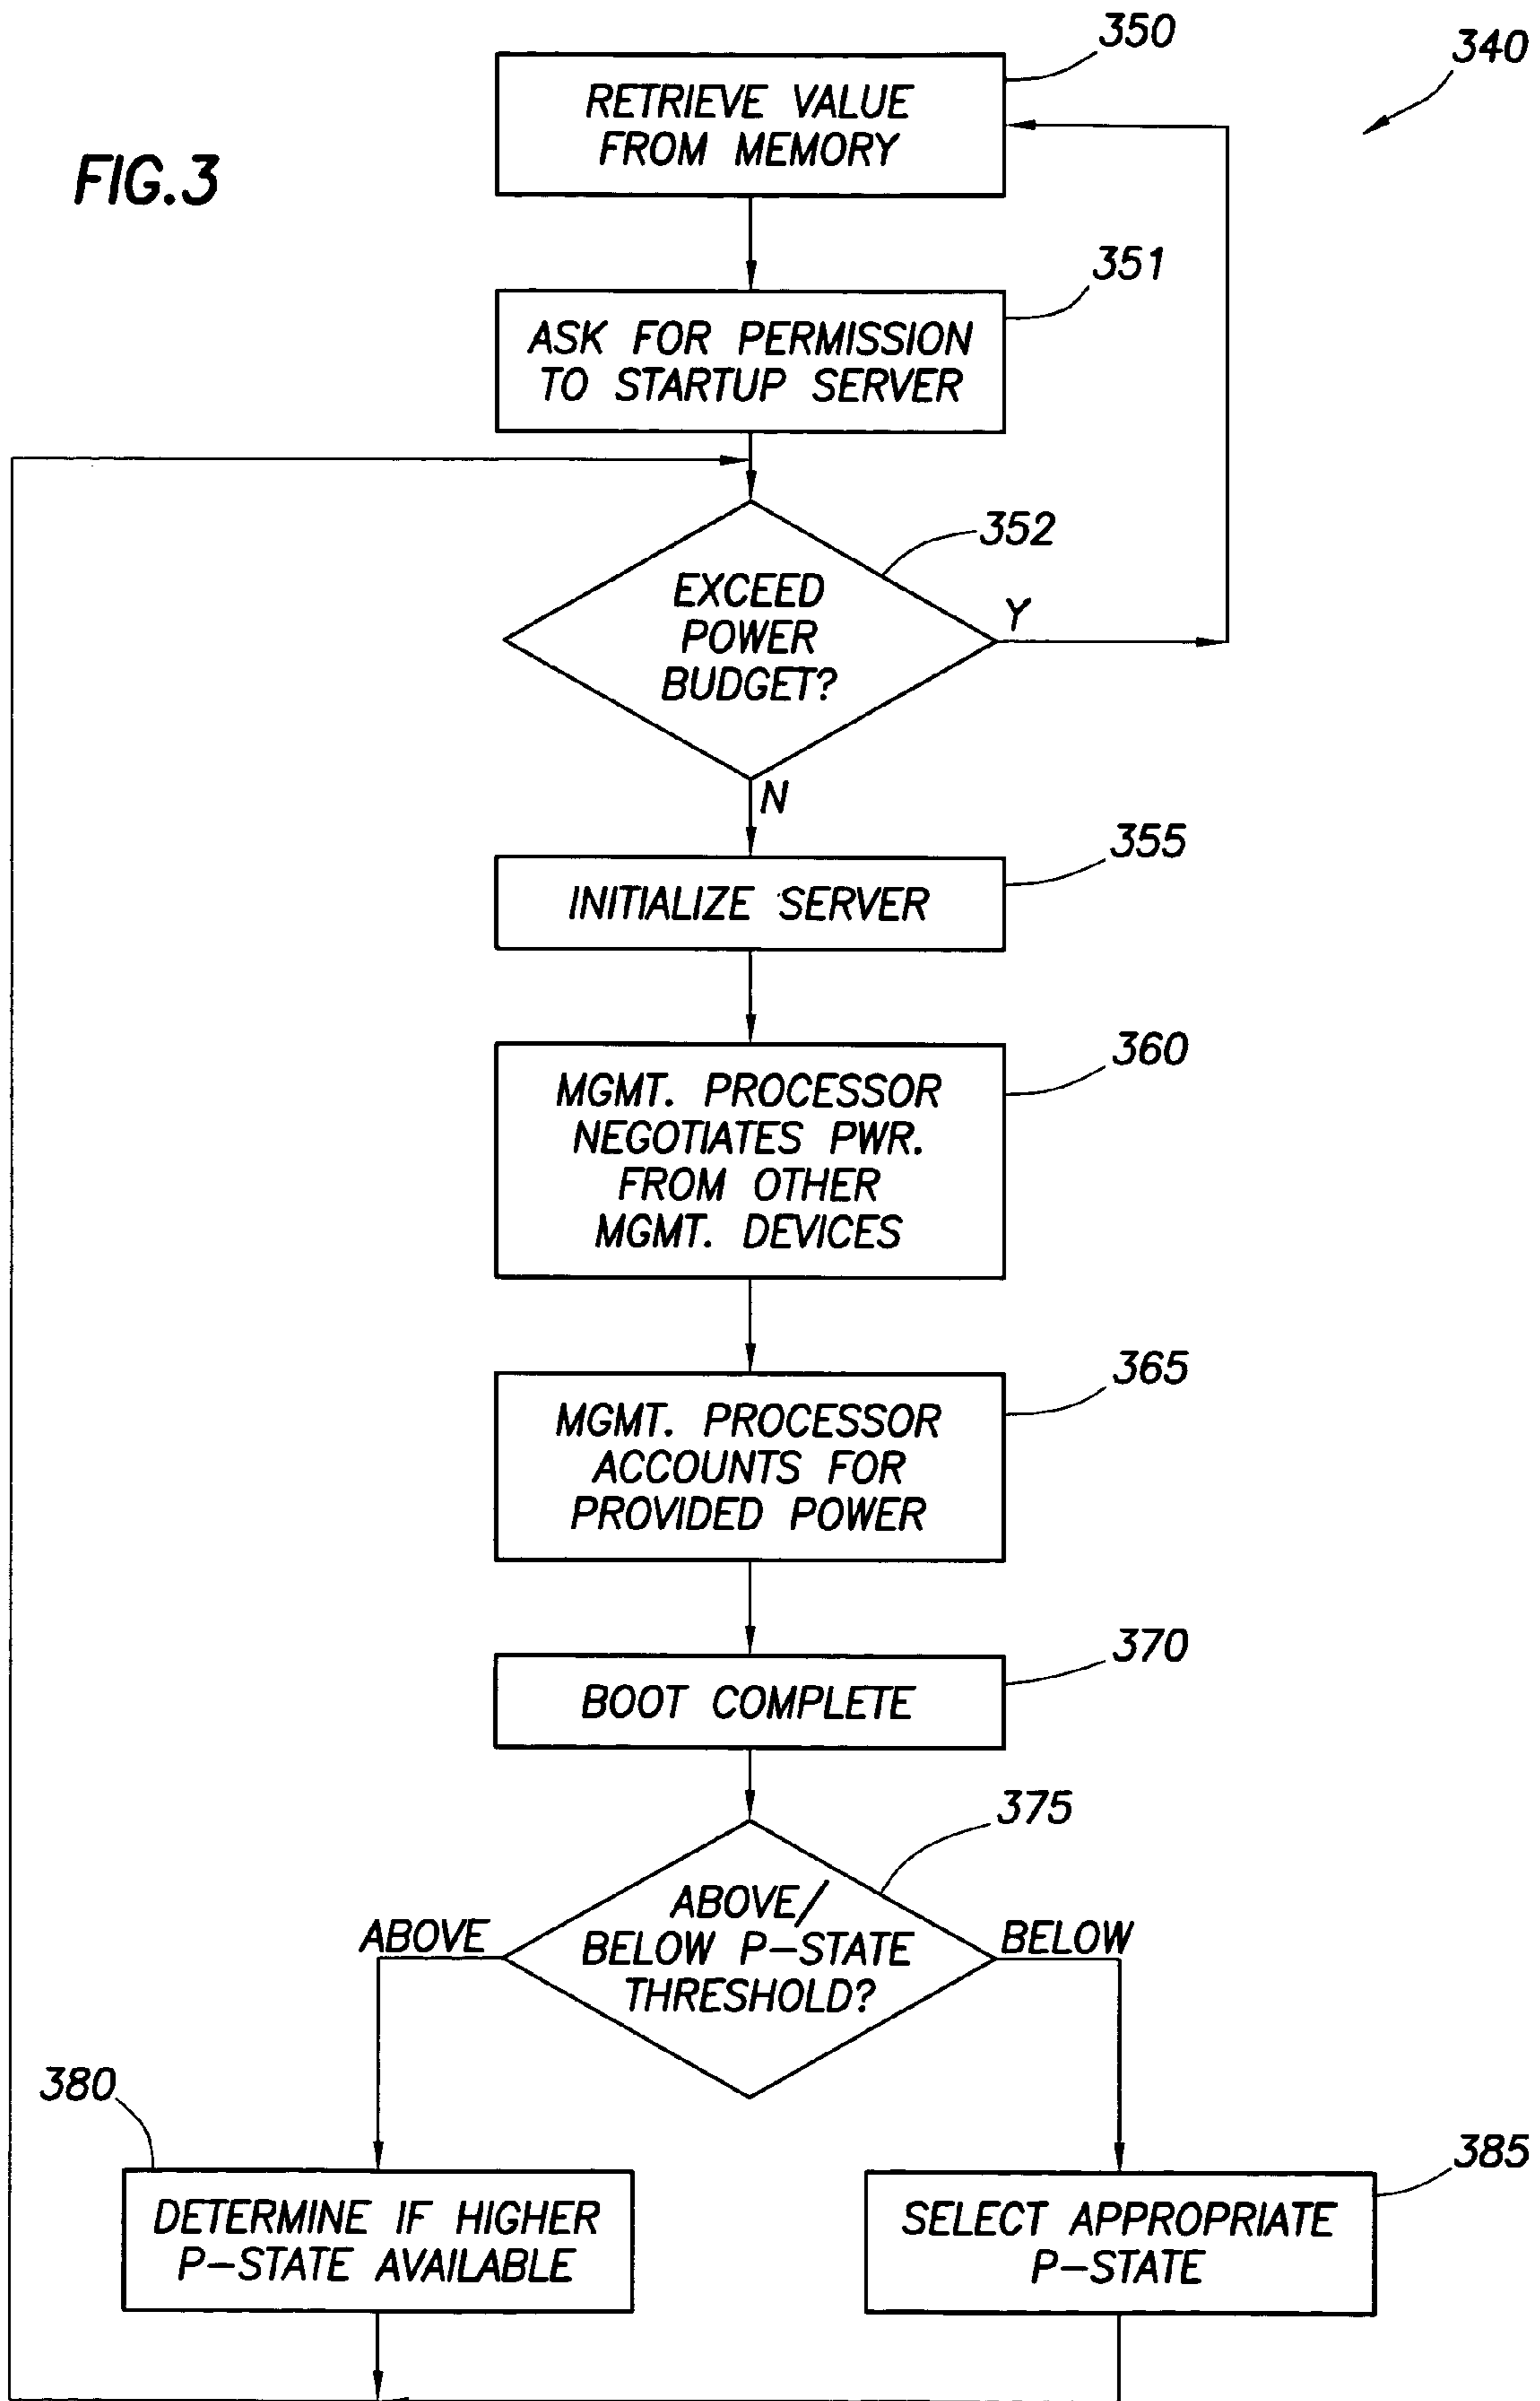 350
340
RETRIEVE VALUE
FROM MEMORY
FIG.3
351
ASK FOR PERMISSION
TO STARTUP SERVER
352
EXCEED
POWER
BUDGET?
Y
N
355
INITIALIZE SERVER
360
MGMT. PROCESSOR
NEGOTIATES PWR.
FROM OTHER
MGMT. DEVICES
365
MGMT. PROCESSOR
ACCOUNTS FOR
PROVIDED POWER
370
BOOT COMPLETE
375
ABOVE/
BELOW P-STATE
THRESHOLD?
ABOVE
BELOW
380
385
DETERMINE IF HIGHER
P-STATE AVAILABLE
SELECT APPROPRIATE
P-STATE